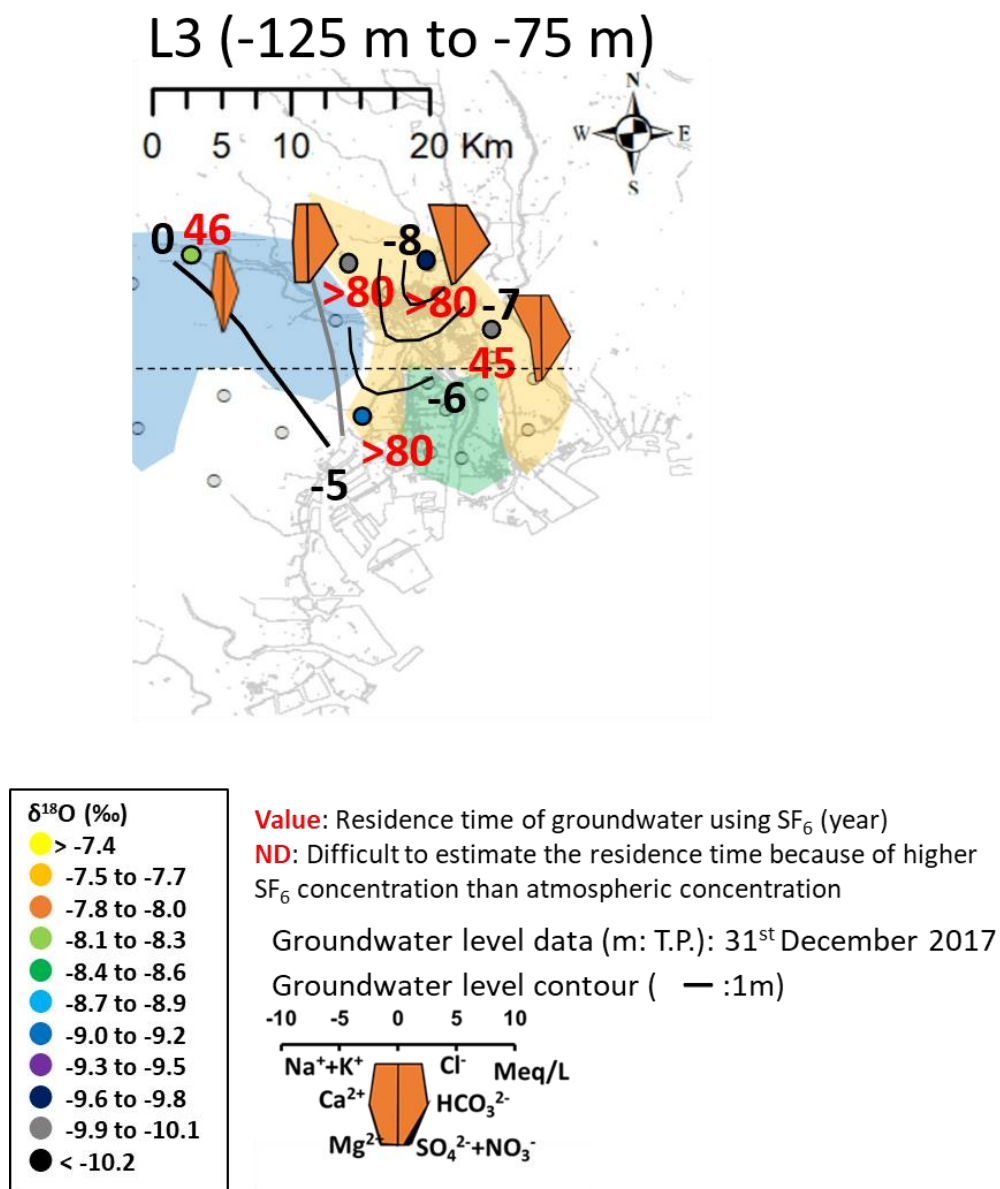 L3 (-125 m to -75 m)
0 5 10 20 Km
N
W E
S
0 46
-8
>80 >80 -7
45
-6
>80
-5
δ¹⁸O (‰)
> -7.4
-7.5 to -7.7
-7.8 to -8.0
-8.1 to -8.3
-8.4 to -8.6
-8.7 to -8.9
-9.0 to -9.2
-9.3 to -9.5
-9.6 to -9.8
-9.9 to -10.1
< -10.2
Value: Residence time of groundwater using SF₆ (year)
ND: Difficult to estimate the residence time because of higher
SF₆ concentration than atmospheric concentration
Groundwater level data (m: T.P.): 31ˢᵗ December 2017
Groundwater level contour ( — :1m)
-10 -5 0 5 10
Na⁺+K⁺ Cl⁻ Meq/L
Ca²⁺ HCO₃²⁻
Mg²⁻ SO₄²⁻+NO₃⁻